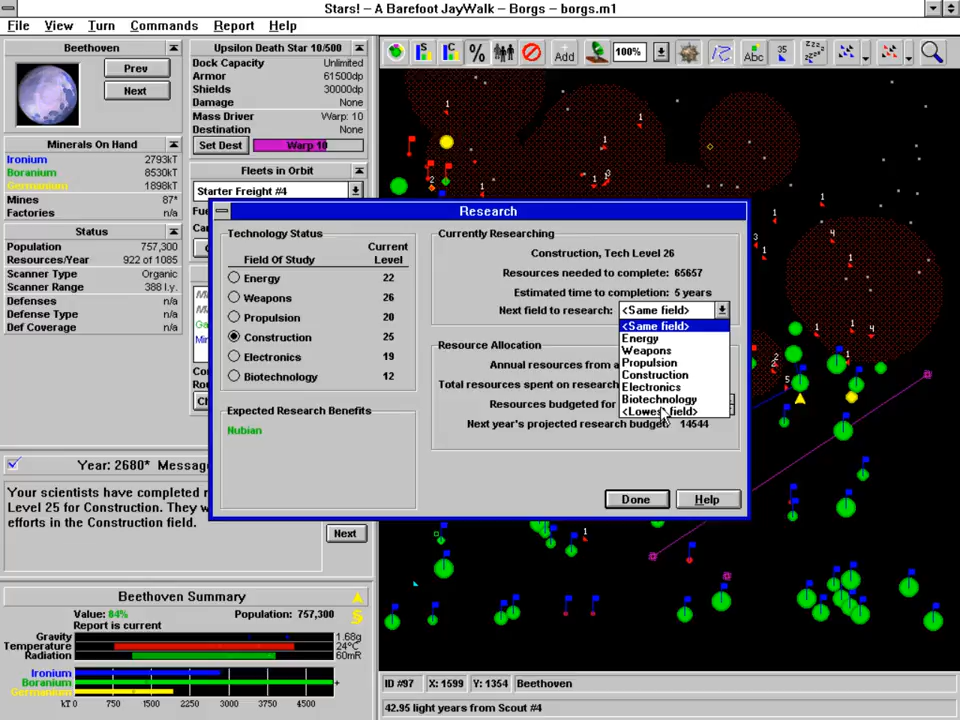 Stars! – A Barefoot JayWalk – Borgs – borgs.m1
File View Turn Commands Report Help
Beethoven
Prev
Next
Minerals On Hand
Ironium 2793kT
Boranium 8530kT
Germanium 1898kT
Mines 87*
Factories n/a
Status
Population 757,300
Resources/Year 922 of 1085
Scanner Type Organic
Scanner Range 388 l.y.
Defenses n/a
Defense Type n/a
Def Coverage n/a
Upsilon Death Star 10/500
Dock Capacity Unlimited
Armor 61500dp
Shields 30000dp
Damage None
Mass Driver Warp: 10
Destination None
Set Dest Warp 10
Fleets in Orbit
Starter Freight #4
S C % Add 100% Abc 35 zzz
Research
Technology Status
Field Of Study Current Level
Energy 22
Weapons 26
Propulsion 20
Construction 25
Electronics 19
Biotechnology 12
Expected Research Benefits
Nubian
Currently Researching
Construction, Tech Level 26
Resources needed to complete: 65657
Estimated time to completion: 5 years
Next field to research: <Same field>
<Same field>
Energy
Weapons
Propulsion
Construction
Electronics
Biotechnology
<Lowest field>
Resource Allocation
Annual resources from a
Total resources spent on research
Resources budgeted for
Next year's projected research budget: 14544
Done Help
Year: 2680* Messag
Your scientists have completed r
Level 25 for Construction. They w
efforts in the Construction field.
Next
Beethoven Summary
Value: 84% Population: 757,300
Report is current
Gravity 1.68g
Temperature 24°C
Radiation 60mR
Ironium
Boranium
Germanium
kT 0 750 1500 2250 3000 3750 4500
ID #97 X: 1599 Y: 1354 Beethoven
42.95 light years from Scout #4